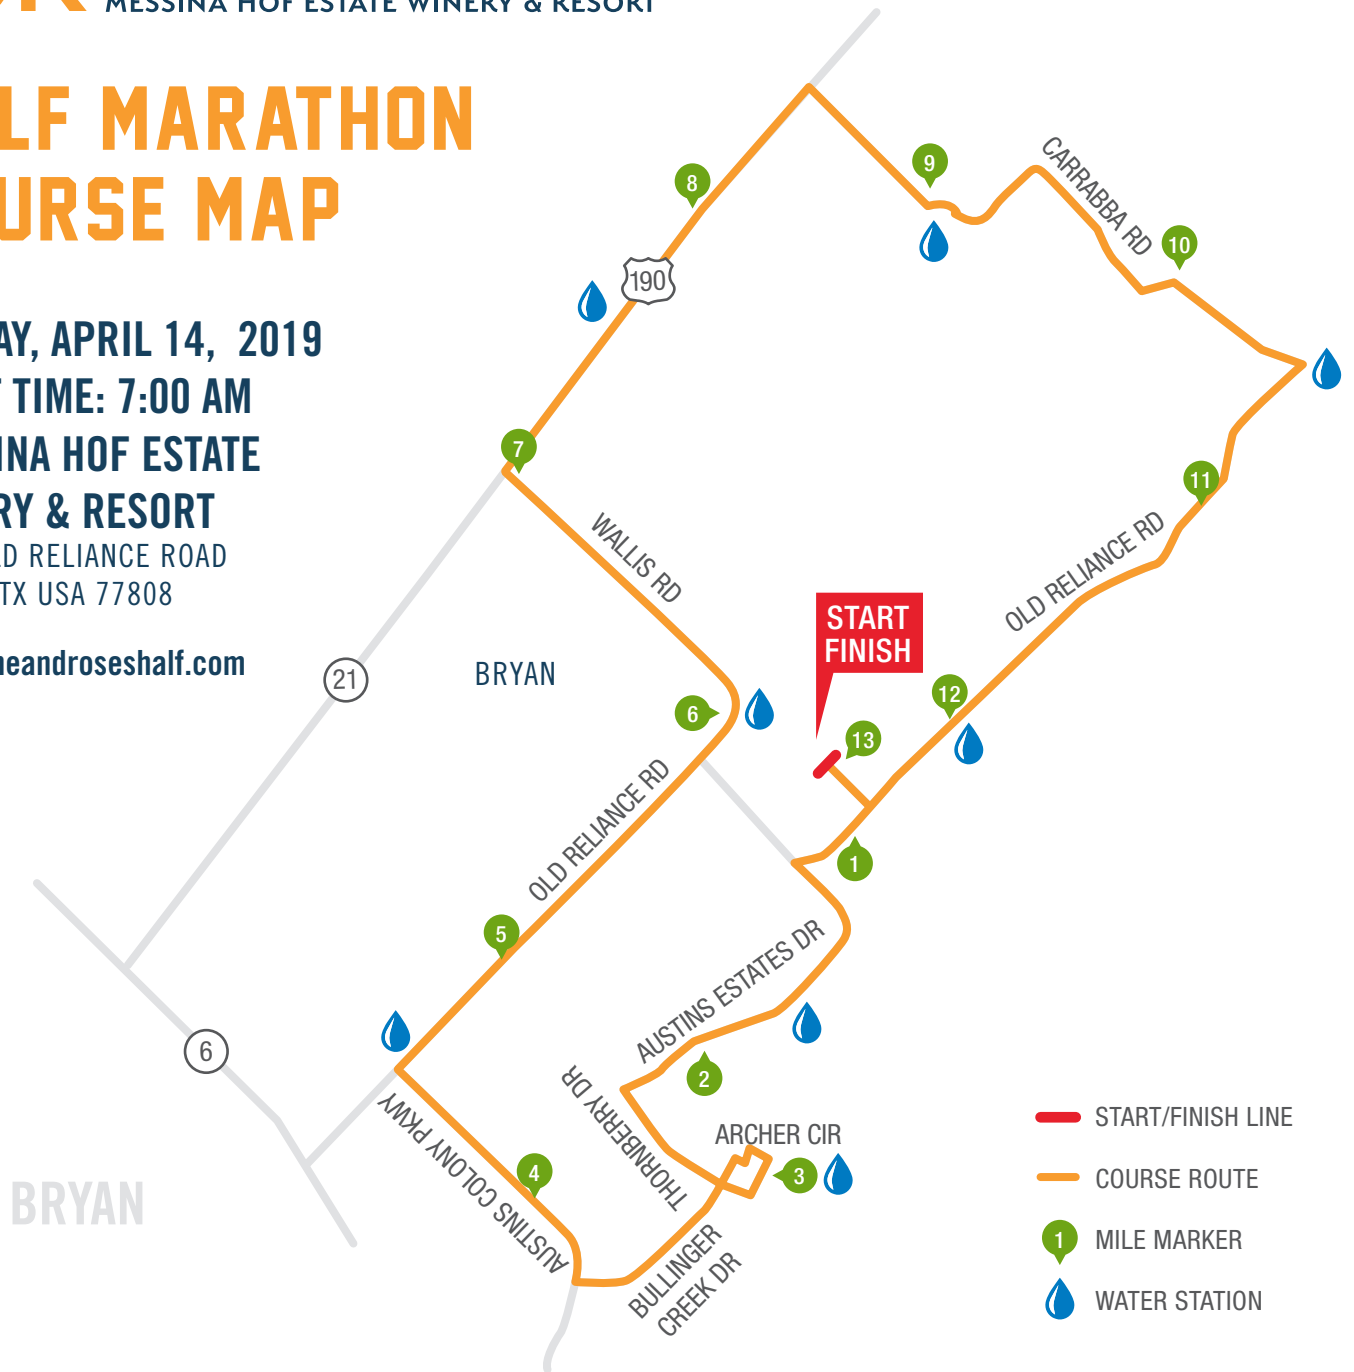 MESSINA HOF ESTATE WINERY & RESORT
LF MARATHON
URSE MAP
AY, APRIL 14, 2019
TIME: 7:00 AM
INA HOF ESTATE
RY & RESORT
LD RELIANCE ROAD
TX USA 77808
neandroseshalf.com
9
CARRABBA RD
8
10
190
7
11
WALLIS RD
OLD RELIANCE RD
START
FINISH
21
BRYAN
12
6
13
OLD RELIANCE RD
1
5
AUSTINS ESTATES DR
6
2
THORNBERRY DR
AUSTINS COLONY PKWY
ARCHER CIR
4
3
BULLINGER
CREEK DR
BRYAN
START/FINISH LINE
COURSE ROUTE
1
MILE MARKER
WATER STATION